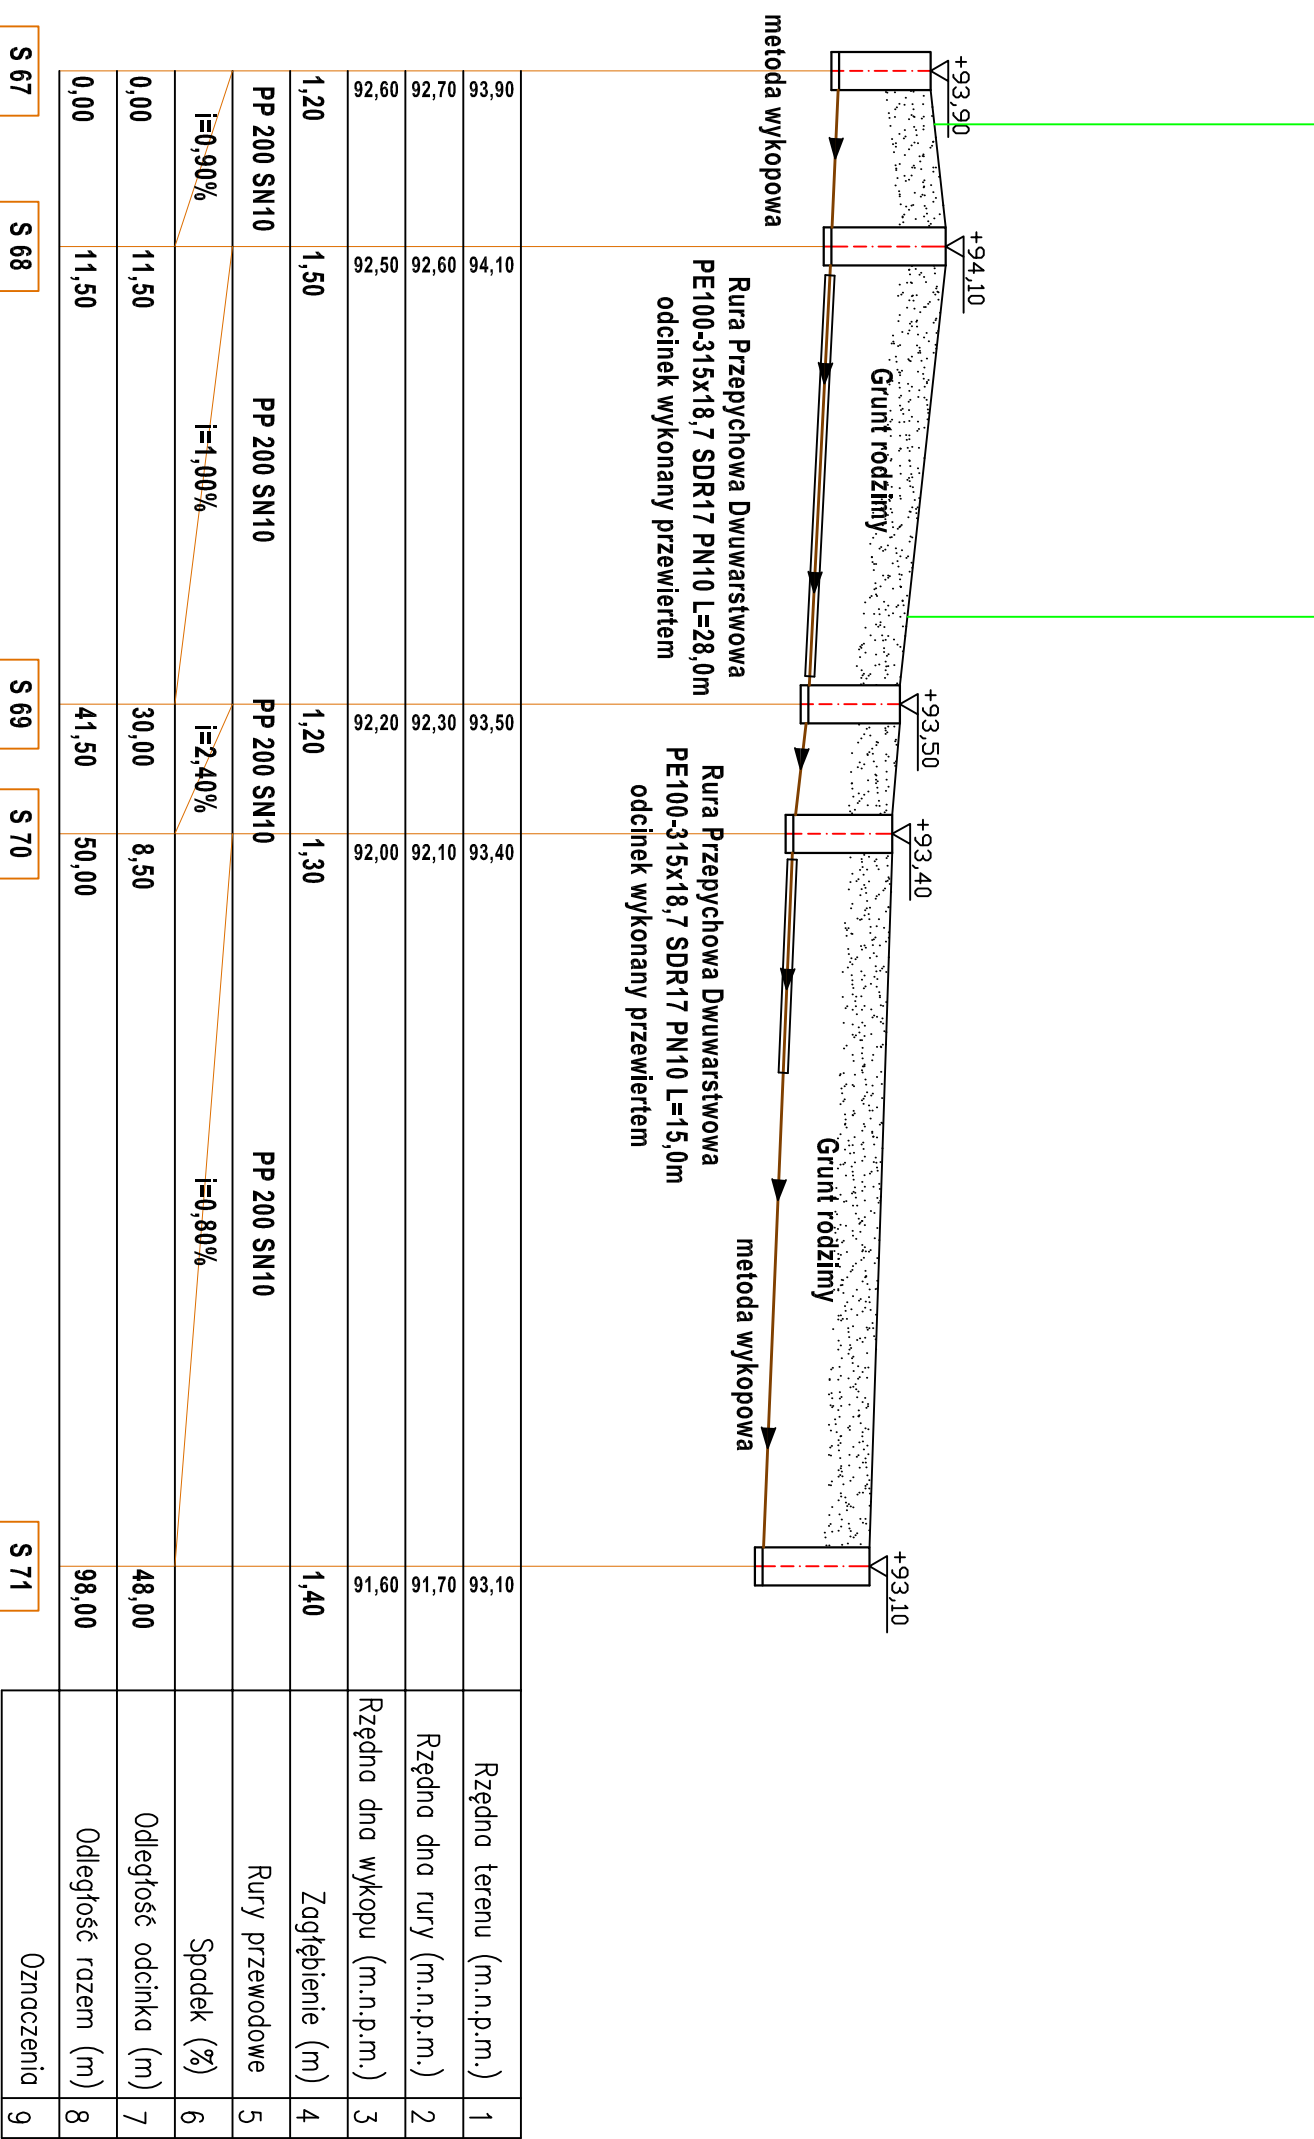 +93,90
+94,10
+93,50
+93,40
+93,10
Grunt rodzimy
Grunt rodzimy
metoda wykopowa
Rura Przepychowa Dwuwarstwowa
PE100-315x18,7 SDR17 PN10 L=28,0m
odcinek wykonany przewiertem
Rura Przepychowa Dwuwarstwowa
PE100-315x18,7 SDR17 PN10 L=15,0m
odcinek wykonany przewiertem
metoda wykopowa
93,90 94,10 93,50 93,40 93,10 Rzędna terenu (m.n.p.m.) 1
92,70 92,60 92,30 92,10 91,70 Rzędna dna rury (m.n.p.m.) 2
92,60 92,50 92,20 92,00 91,60 Rzędna dna wykopu (m.n.p.m.) 3
1,20 1,50 1,20 1,30 1,40 Zagłębienie (m) 4
PP 200 SN10 PP 200 SN10 PP 200 SN10 PP 200 SN10 Rury przewodowe 5
i=0,90% i=1,00% i=2,40% i=0,80% Spadek (%) 6
0,00 11,50 30,00 8,50 48,00 Odległość odcinka (m) 7
0,00 11,50 41,50 50,00 98,00 Odległość razem (m) 8
S 67 S 68 S 69 S 70 S 71 Oznaczenia 9